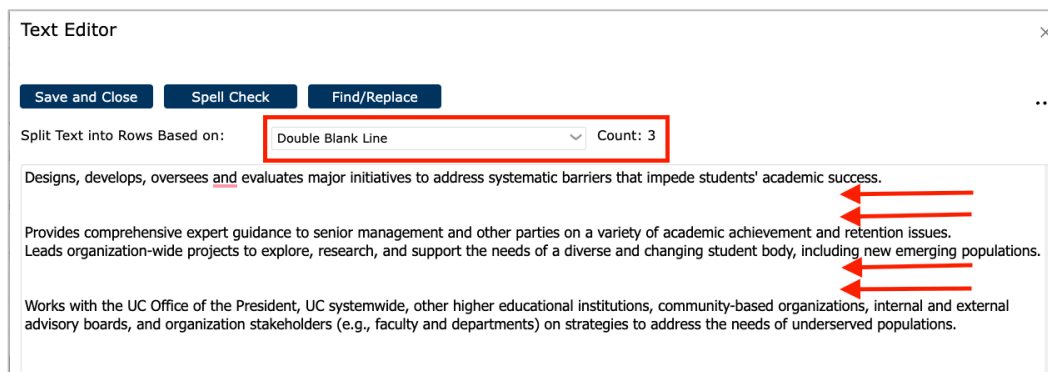 Text Editor
Save and Close Spell Check Find/Replace
Split Text into Rows Based on: Double Blank Line Count: 3
Designs, develops, oversees and evaluates major initiatives to address systematic barriers that impede students' academic success.
Provides comprehensive expert guidance to senior management and other parties on a variety of academic achievement and retention issues.
Leads organization-wide projects to explore, research, and support the needs of a diverse and changing student body, including new emerging populations.
Works with the UC Office of the President, UC systemwide, other higher educational institutions, community-based organizations, internal and external
advisory boards, and organization stakeholders (e.g., faculty and departments) on strategies to address the needs of underserved populations.